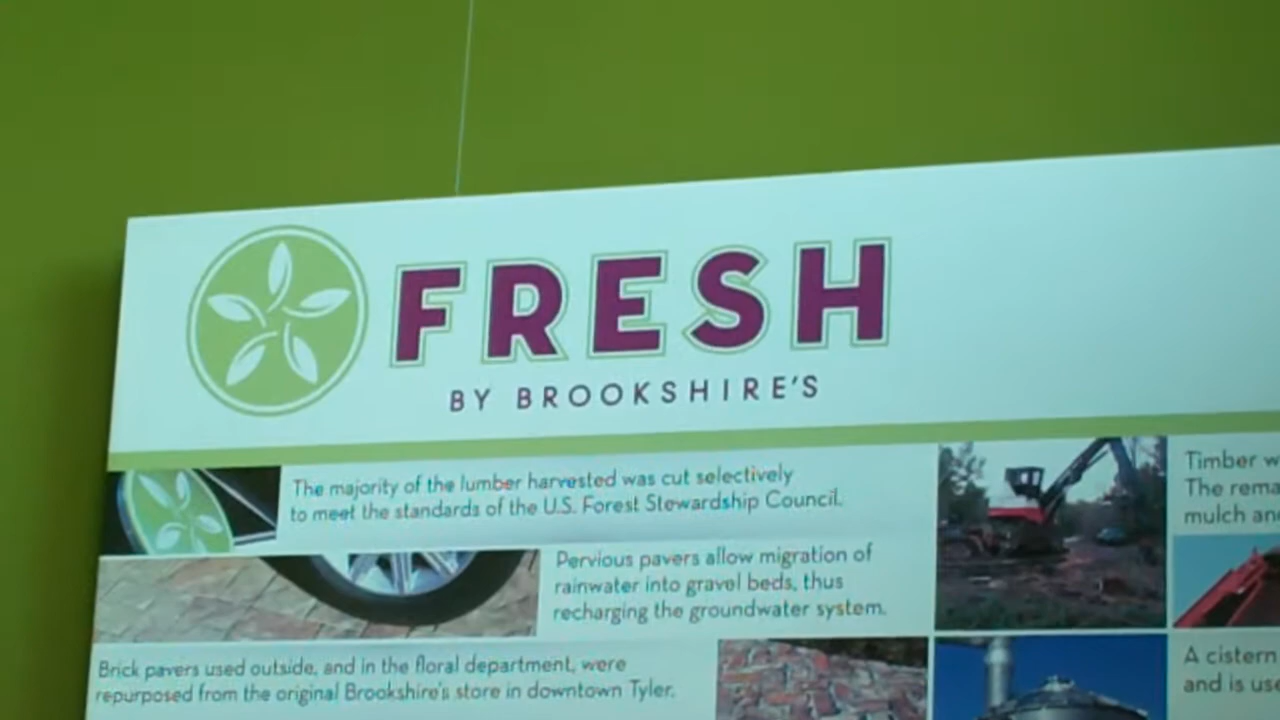 FRESH
BY BROOKSHIRE'S
The majority of the lumber harvested was cut selectively
to meet the standards of the U.S. Forest Stewardship Council.
Pervious pavers allow migration of
rainwater into gravel beds, thus
recharging the groundwater system.
Brick pavers used outside, and in the floral department, were
repurposed from the original Brookshire's store in downtown Tyler.
Timber
The
mulch
A cistern
and is